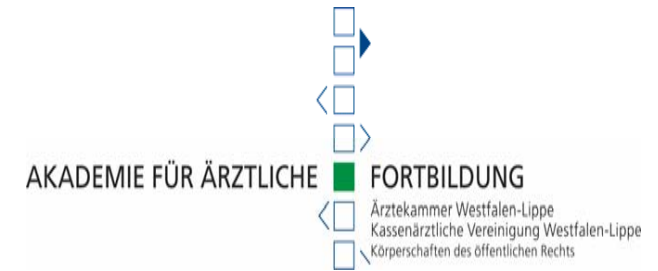 AKADEMIE FÜR ÄRZTLICHE FORTBILDUNG
Ärztekammer Westfalen-Lippe
Kassenärztliche Vereinigung Westfalen-Lippe
Körperschaften des öffentlichen Rechts